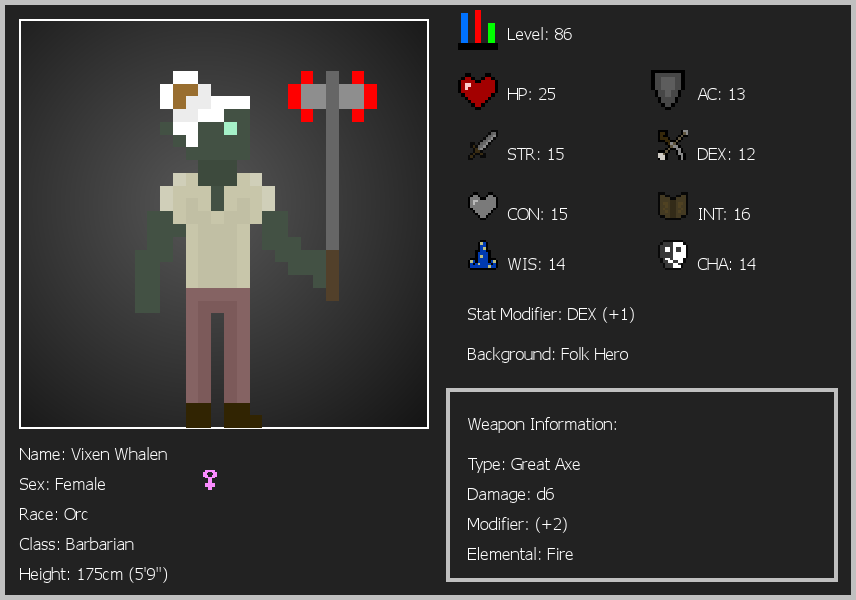 Level: 86
HP: 25
AC: 13
STR: 15
DEX: 12
CON: 15
INT: 16
WIS: 14
CHA: 14
Stat Modifier: DEX (+1)
Background: Folk Hero
Weapon Information:
Type: Great Axe
Damage: d6
Modifier: (+2)
Elemental: Fire
Name: Vixen Whalen
Sex: Female
Race: Orc
Class: Barbarian
Height: 175cm (5'9")